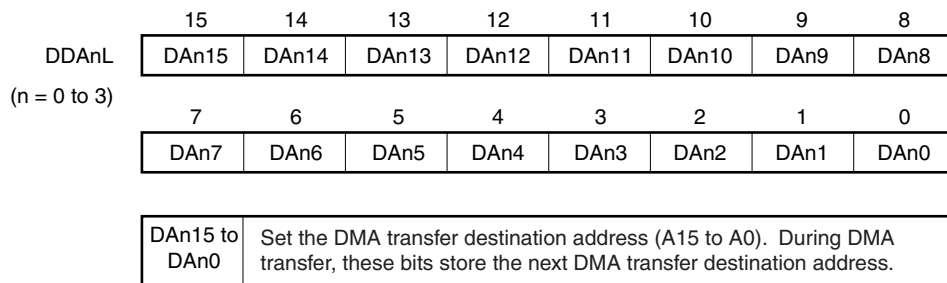 15 14 13 12 11 10 9 8
DDAnL DAn15 DAn14 DAn13 DAn12 DAn11 DAn10 DAn9 DAn8
(n = 0 to 3)
7 6 5 4 3 2 1 0
DAn7 DAn6 DAn5 DAn4 DAn3 DAn2 DAn1 DAn0
DAn15 to Set the DMA transfer destination address (A15 to A0). During DMA
DAn0 transfer, these bits store the next DMA transfer destination address.